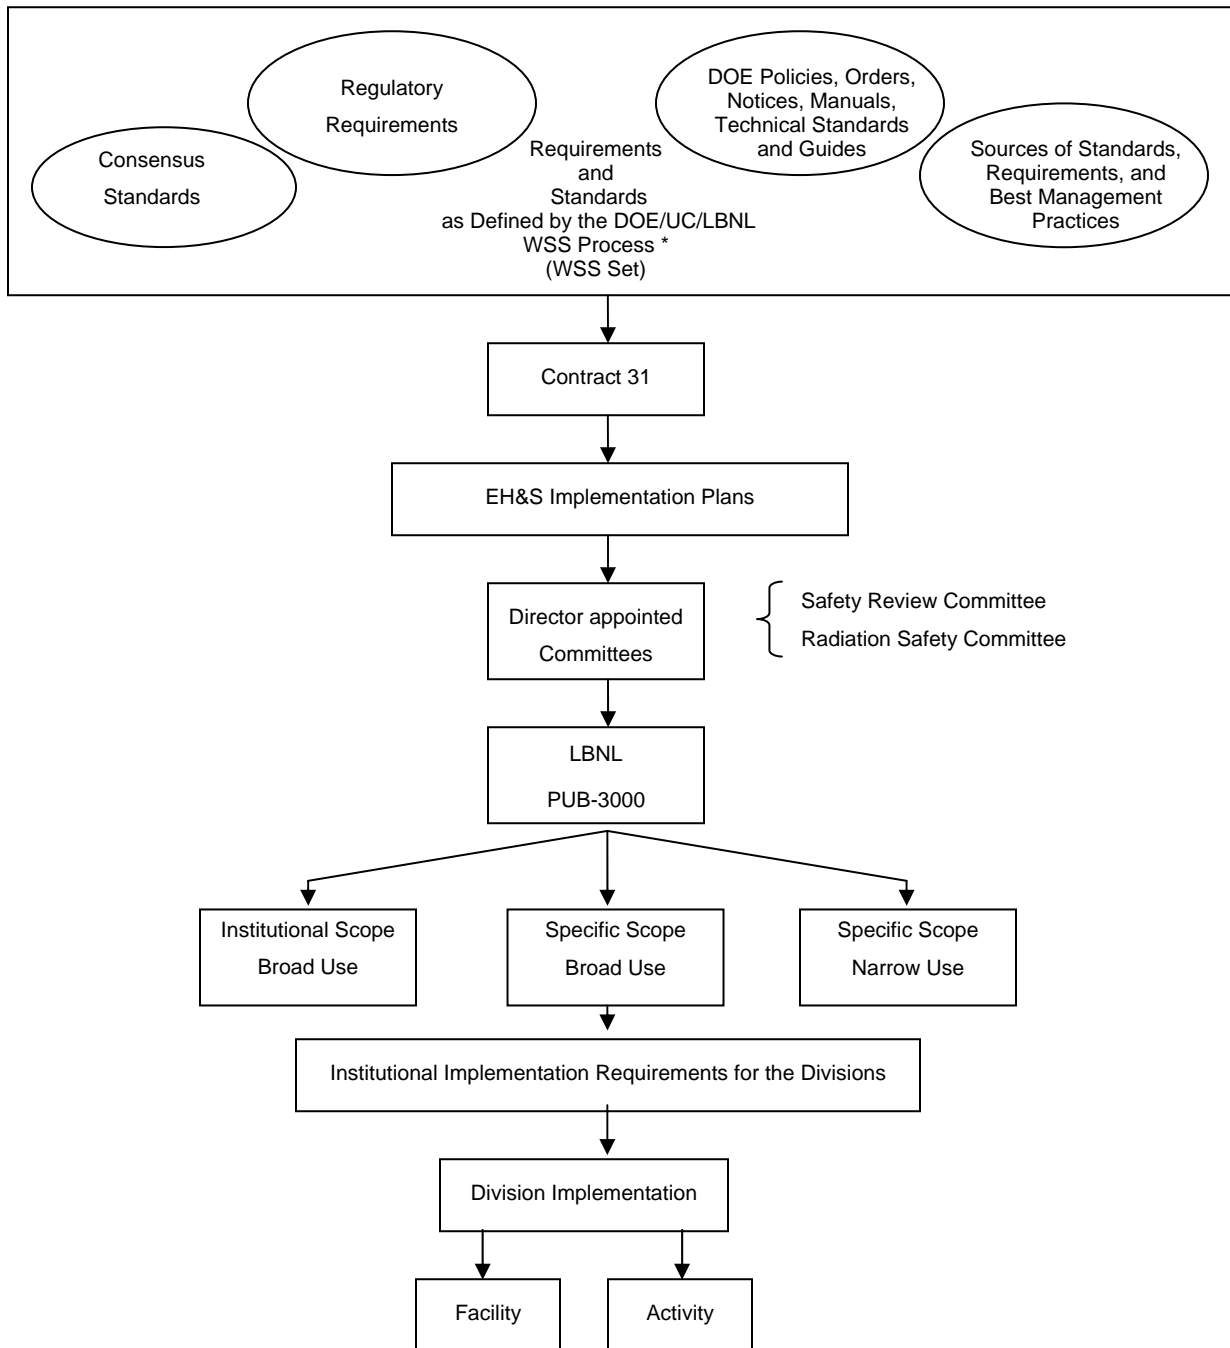 Consensus
Standards
Regulatory
Requirements
DOE Policies, Orders,
Notices, Manuals,
Technical Standards
and Guides
Sources of Standards,
Requirements, and
Best Management
Practices
Requirements
and
Standards
as Defined by the DOE/UC/LBNL
WSS Process *
(WSS Set)
Contract 31
EH&S Implementation Plans
Director appointed
Committees
Safety Review Committee
Radiation Safety Committee
LBNL
PUB-3000
Institutional Scope
Broad Use
Specific Scope
Broad Use
Specific Scope
Narrow Use
Institutional Implementation Requirements for the Divisions
Division Implementation
Facility
Activity